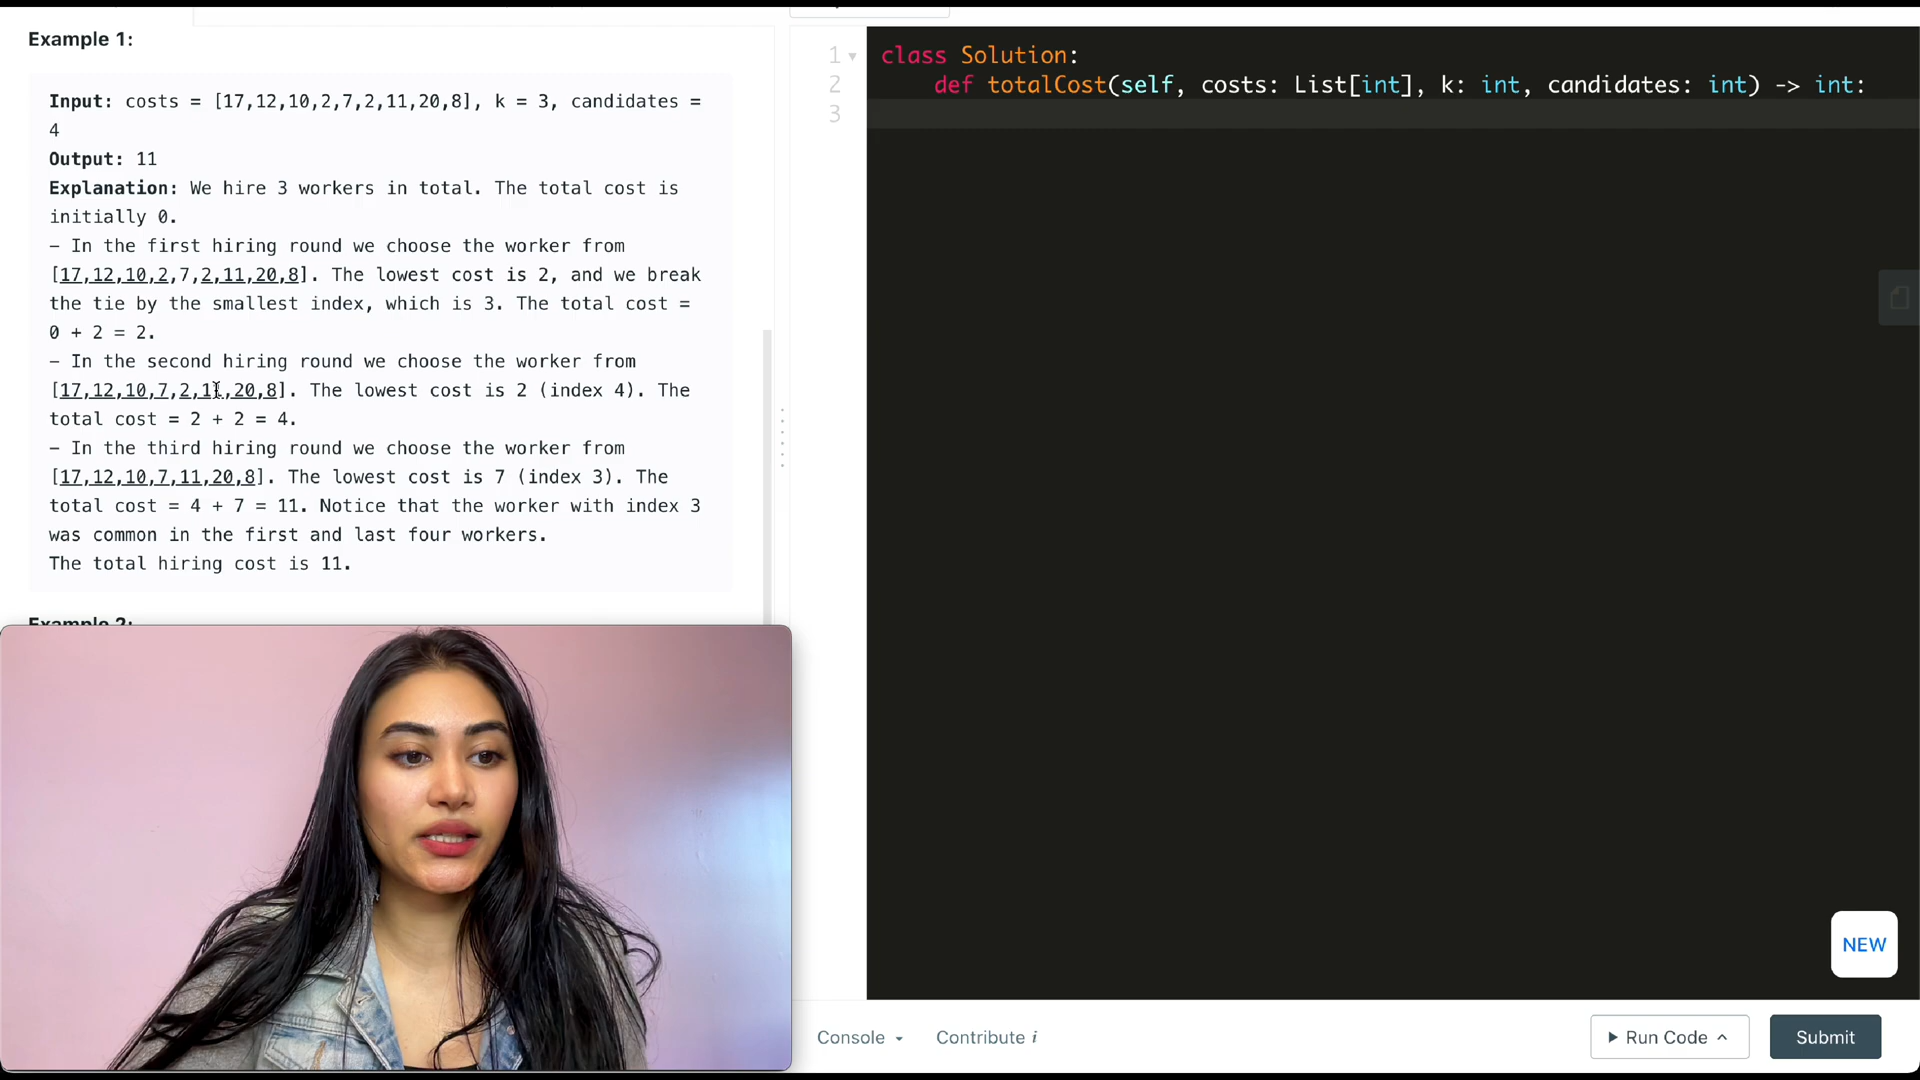 Example 1:
Input: costs = [17,12,10,2,7,2,11,20,8], k = 3, candidates =
4
Output: 11
Explanation: We hire 3 workers in total. The total cost is
initially 0.
– In the first hiring round we choose the worker from
[17,12,10,2,7,2,11,20,8]. The lowest cost is 2, and we break
the tie by the smallest index, which is 3. The total cost =
0 + 2 = 2.
– In the second hiring round we choose the worker from
[17,12,10,7,2,11,20,8]. The lowest cost is 2 (index 4). The
total cost = 2 + 2 = 4.
– In the third hiring round we choose the worker from
[17,12,10,7,11,20,8]. The lowest cost is 7 (index 3). The
total cost = 4 + 7 = 11. Notice that the worker with index 3
was common in the first and last four workers.
The total hiring cost is 11.
Example 2:
1 class Solution:
2 def totalCost(self, costs: List[int], k: int, candidates: int) -> int:
3
NEW
Console
Contribute i
Run Code
Submit